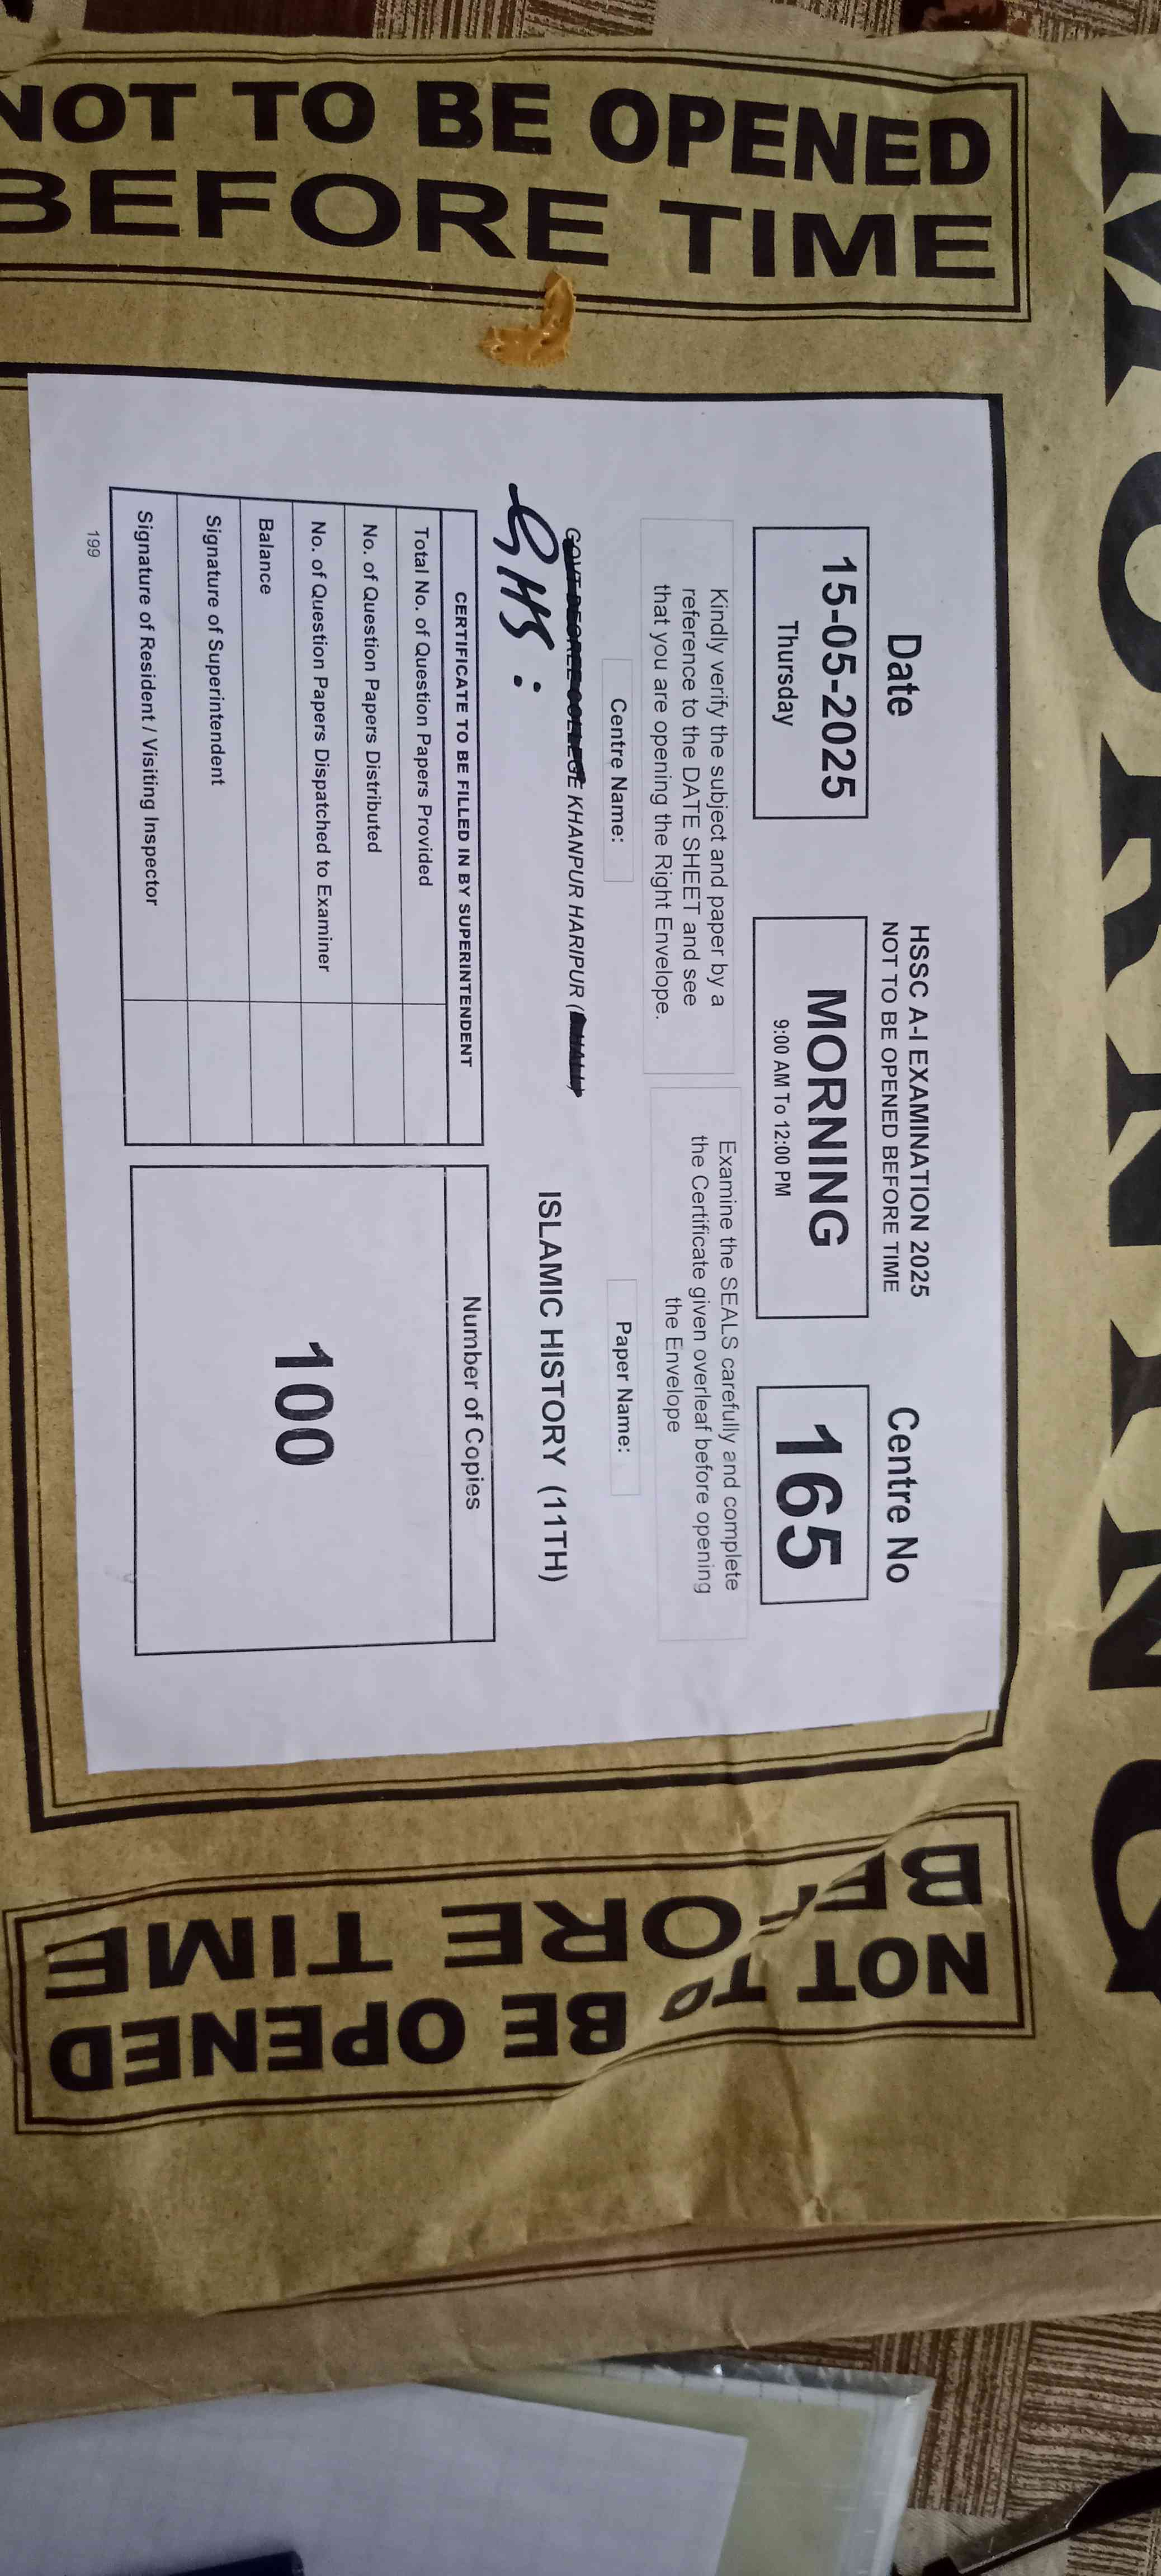 MORNING
NOT TO BE OPENED
BEFORE TIME
HSSC A-I EXAMINATION 2025
NOT TO BE OPENED BEFORE TIME
Date
Centre No
15-05-2025
Thursday
MORNING
9:00 AM To 12:00 PM
165
Kindly verify the subject and paper by a
reference to the DATE SHEET and see
that you are opening the Right Envelope.
Examine the SEALS carefully and complete
the Certificate given overleaf before opening
the Envelope
Centre Name:
Paper Name:
GOVT DEGREE COLLEGE KHANPUR HARIPUR
GHS :
ISLAMIC HISTORY (11TH)
CERTIFICATE TO BE FILLED IN BY SUPERINTENDENT
Total No. of Question Papers Provided
No. of Question Papers Distributed
No. of Question Papers Dispatched to Examiner
Balance
Signature of Superintendent
Signature of Resident / Visiting Inspector
Number of Copies
100
199
NOT TO BE OPENED
BEFORE TIME